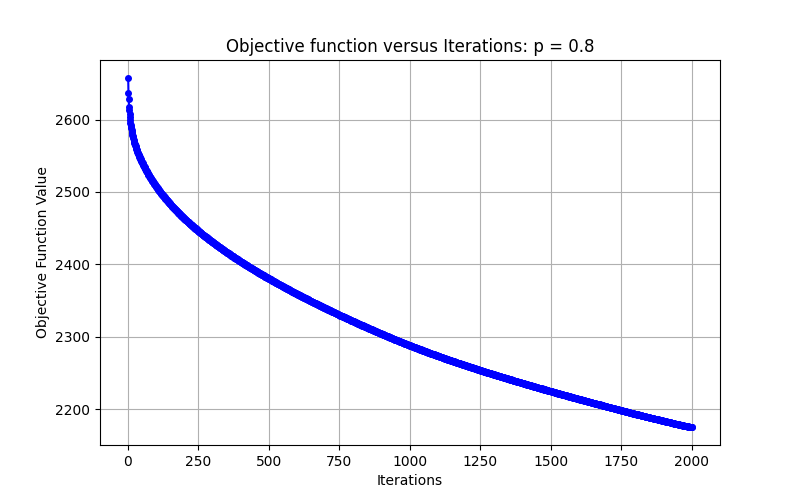 Objective function versus Iterations: p = 0.8
Objective Function Value
2600
2500
2400
2300
2200
0 250 500 750 1000 1250 1500 1750 2000
Iterations